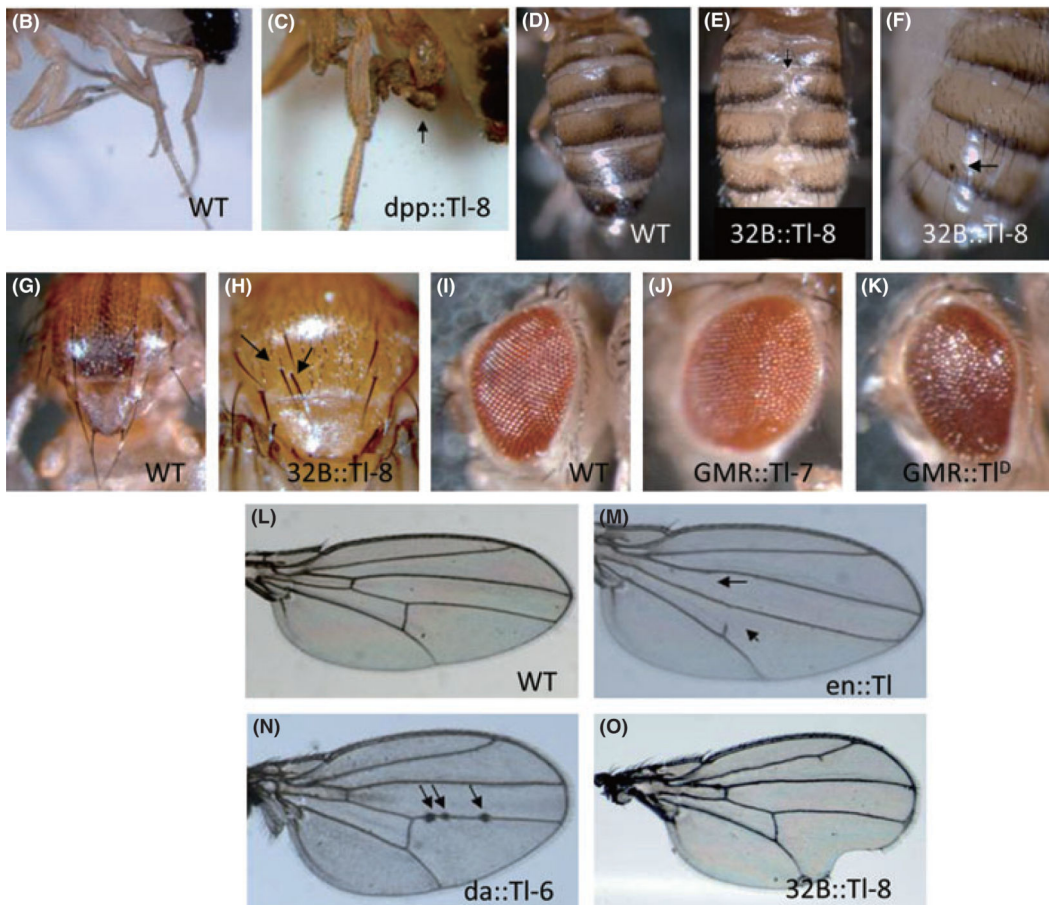 (B)
WT
(C)
dpp::Tl-8
(D)
WT
(E)
32B::Tl-8
(F)
32B::Tl-8
(G)
WT
(H)
32B::Tl-8
(I)
WT
(J)
GMR::Tl-7
(K)
GMR::Tlᴰ
(L)
WT
(M)
en::Tl
(N)
da::Tl-6
(O)
32B::Tl-8